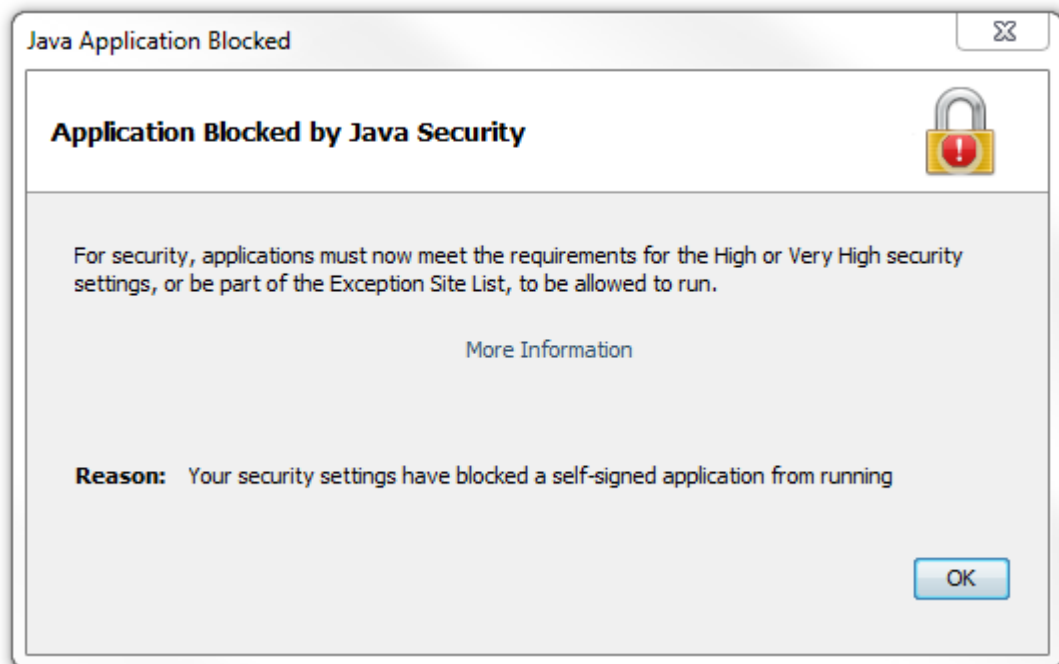 Java Application Blocked
Application Blocked by Java Security
For security, applications must now meet the requirements for the High or Very High security
settings, or be part of the Exception Site List, to be allowed to run.
More Information
Reason: Your security settings have blocked a self-signed application from running
OK